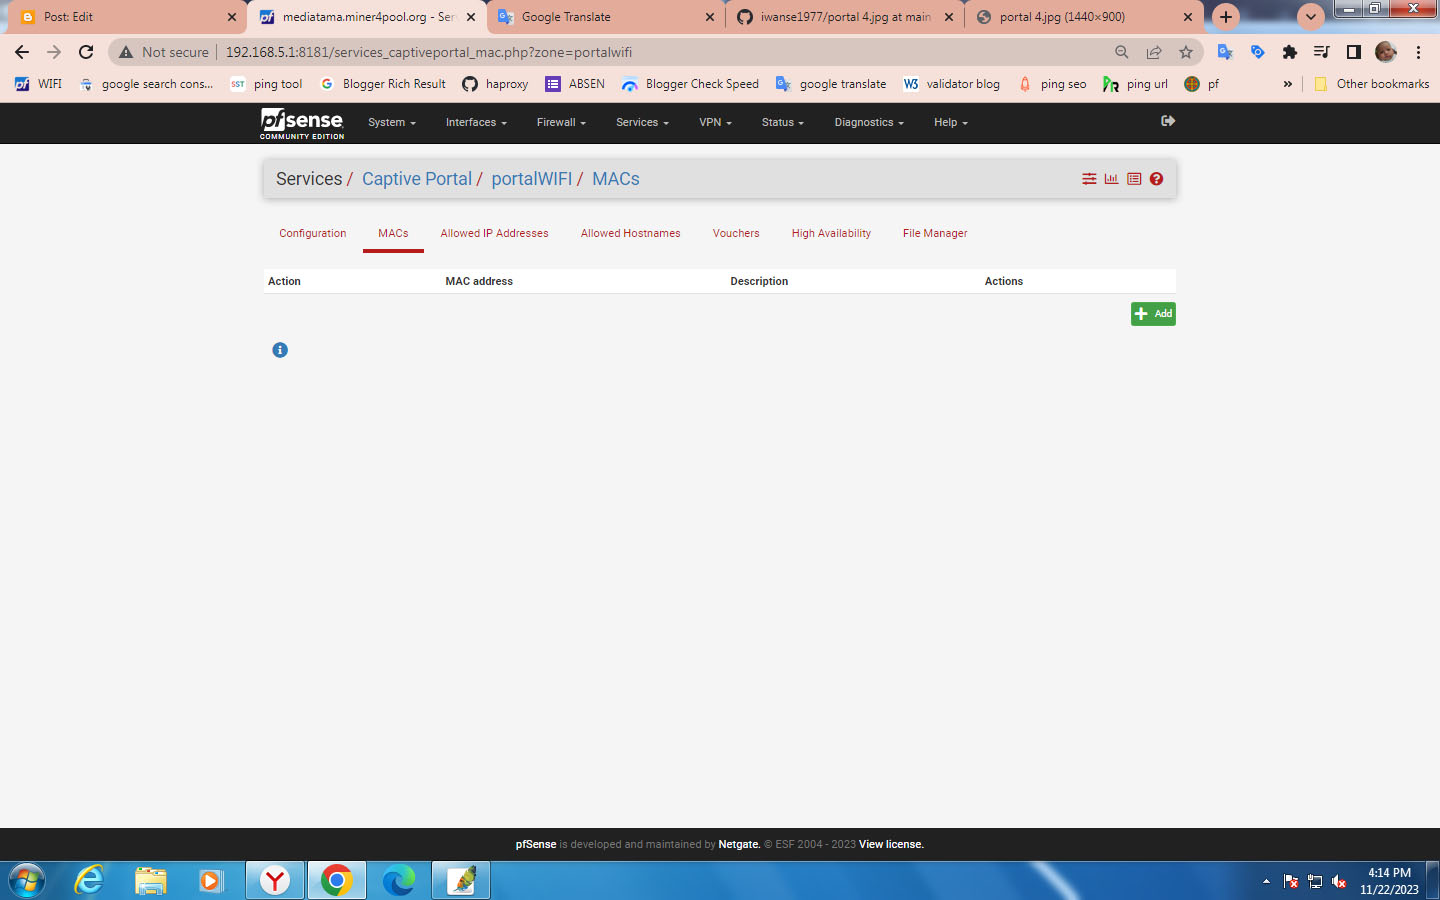 Post: Edit
mediatama.miner4pool.org - Ser
Google Translate
iwanse1977/portal 4.jpg at main
portal 4.jpg (1440×900)
Not secure
192.168.5.1:8181/services_captiveportal_mac.php?zone=portalwifi
WIFI
google search cons...
SST
ping tool
Blogger Rich Result
haproxy
ABSEN
Blogger Check Speed
google translate
W3
validator blog
ping seo
ping url
pf
»
Other bookmarks
pfsense
COMMUNITY EDITION
System
Interfaces
Firewall
Services
VPN
Status
Diagnostics
Help
Services / Captive Portal / portalWIFI / MACs
Configuration
MACs
Allowed IP Addresses
Allowed Hostnames
Vouchers
High Availability
File Manager
Action MAC address Description Actions
Add
pfSense is developed and maintained by Netgate. © ESF 2004 - 2023 View license.
4:14 PM
11/22/2023